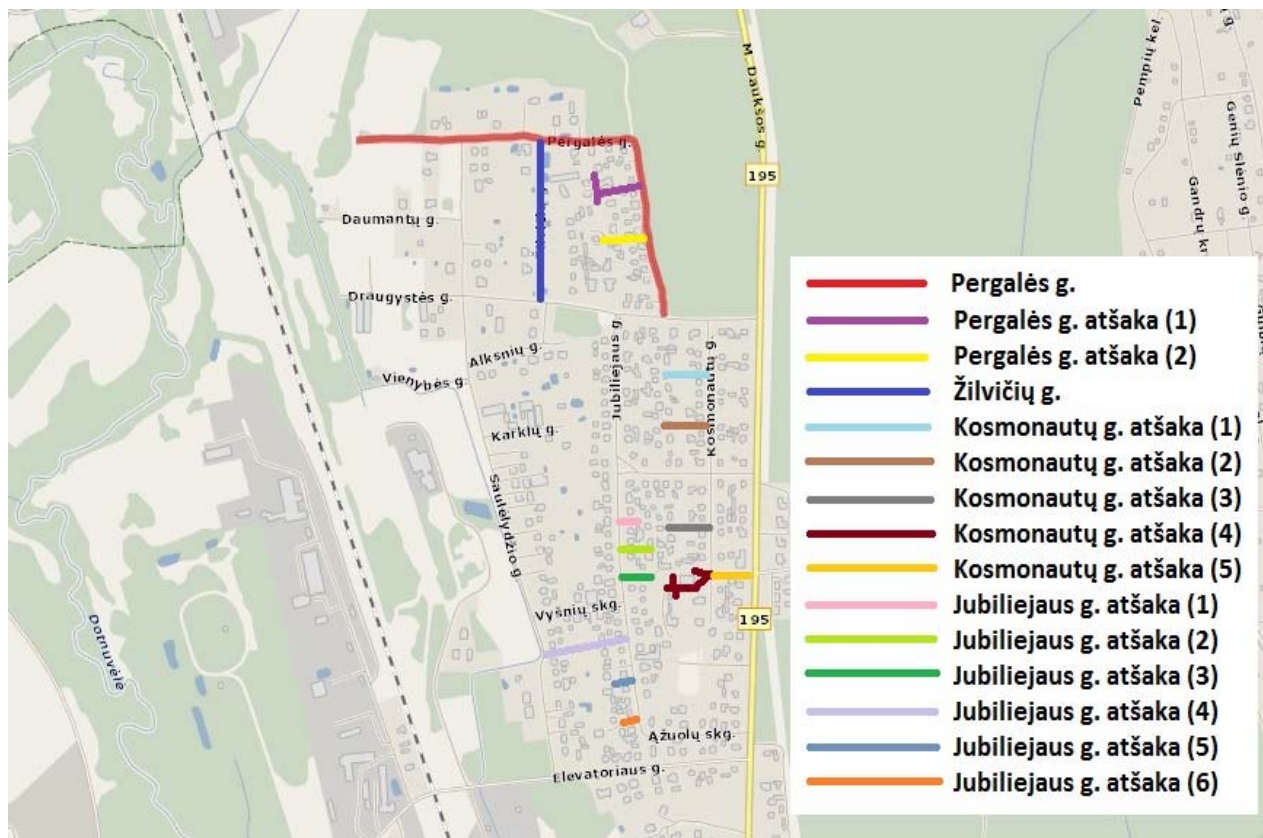 M. Daukšos g.
Pempių kel
Genių slėnio g.
Gandrų kr
195
Pergalės g.
Daumantų g.
Draugystės g.
Alksnių g.
Vienybės g.
Jubiliejaus g.
Kosmonautų g.
Karklų g.
Saulėlydžio g.
Vyšnių skg.
195
Dotnuvėlė
Ąžuolų skg.
Elevatoriaus g.
Pergalės g.
Pergalės g. atšaka (1)
Pergalės g. atšaka (2)
Žilvičių g.
Kosmonautų g. atšaka (1)
Kosmonautų g. atšaka (2)
Kosmonautų g. atšaka (3)
Kosmonautų g. atšaka (4)
Kosmonautų g. atšaka (5)
Jubiliejaus g. atšaka (1)
Jubiliejaus g. atšaka (2)
Jubiliejaus g. atšaka (3)
Jubiliejaus g. atšaka (4)
Jubiliejaus g. atšaka (5)
Jubiliejaus g. atšaka (6)